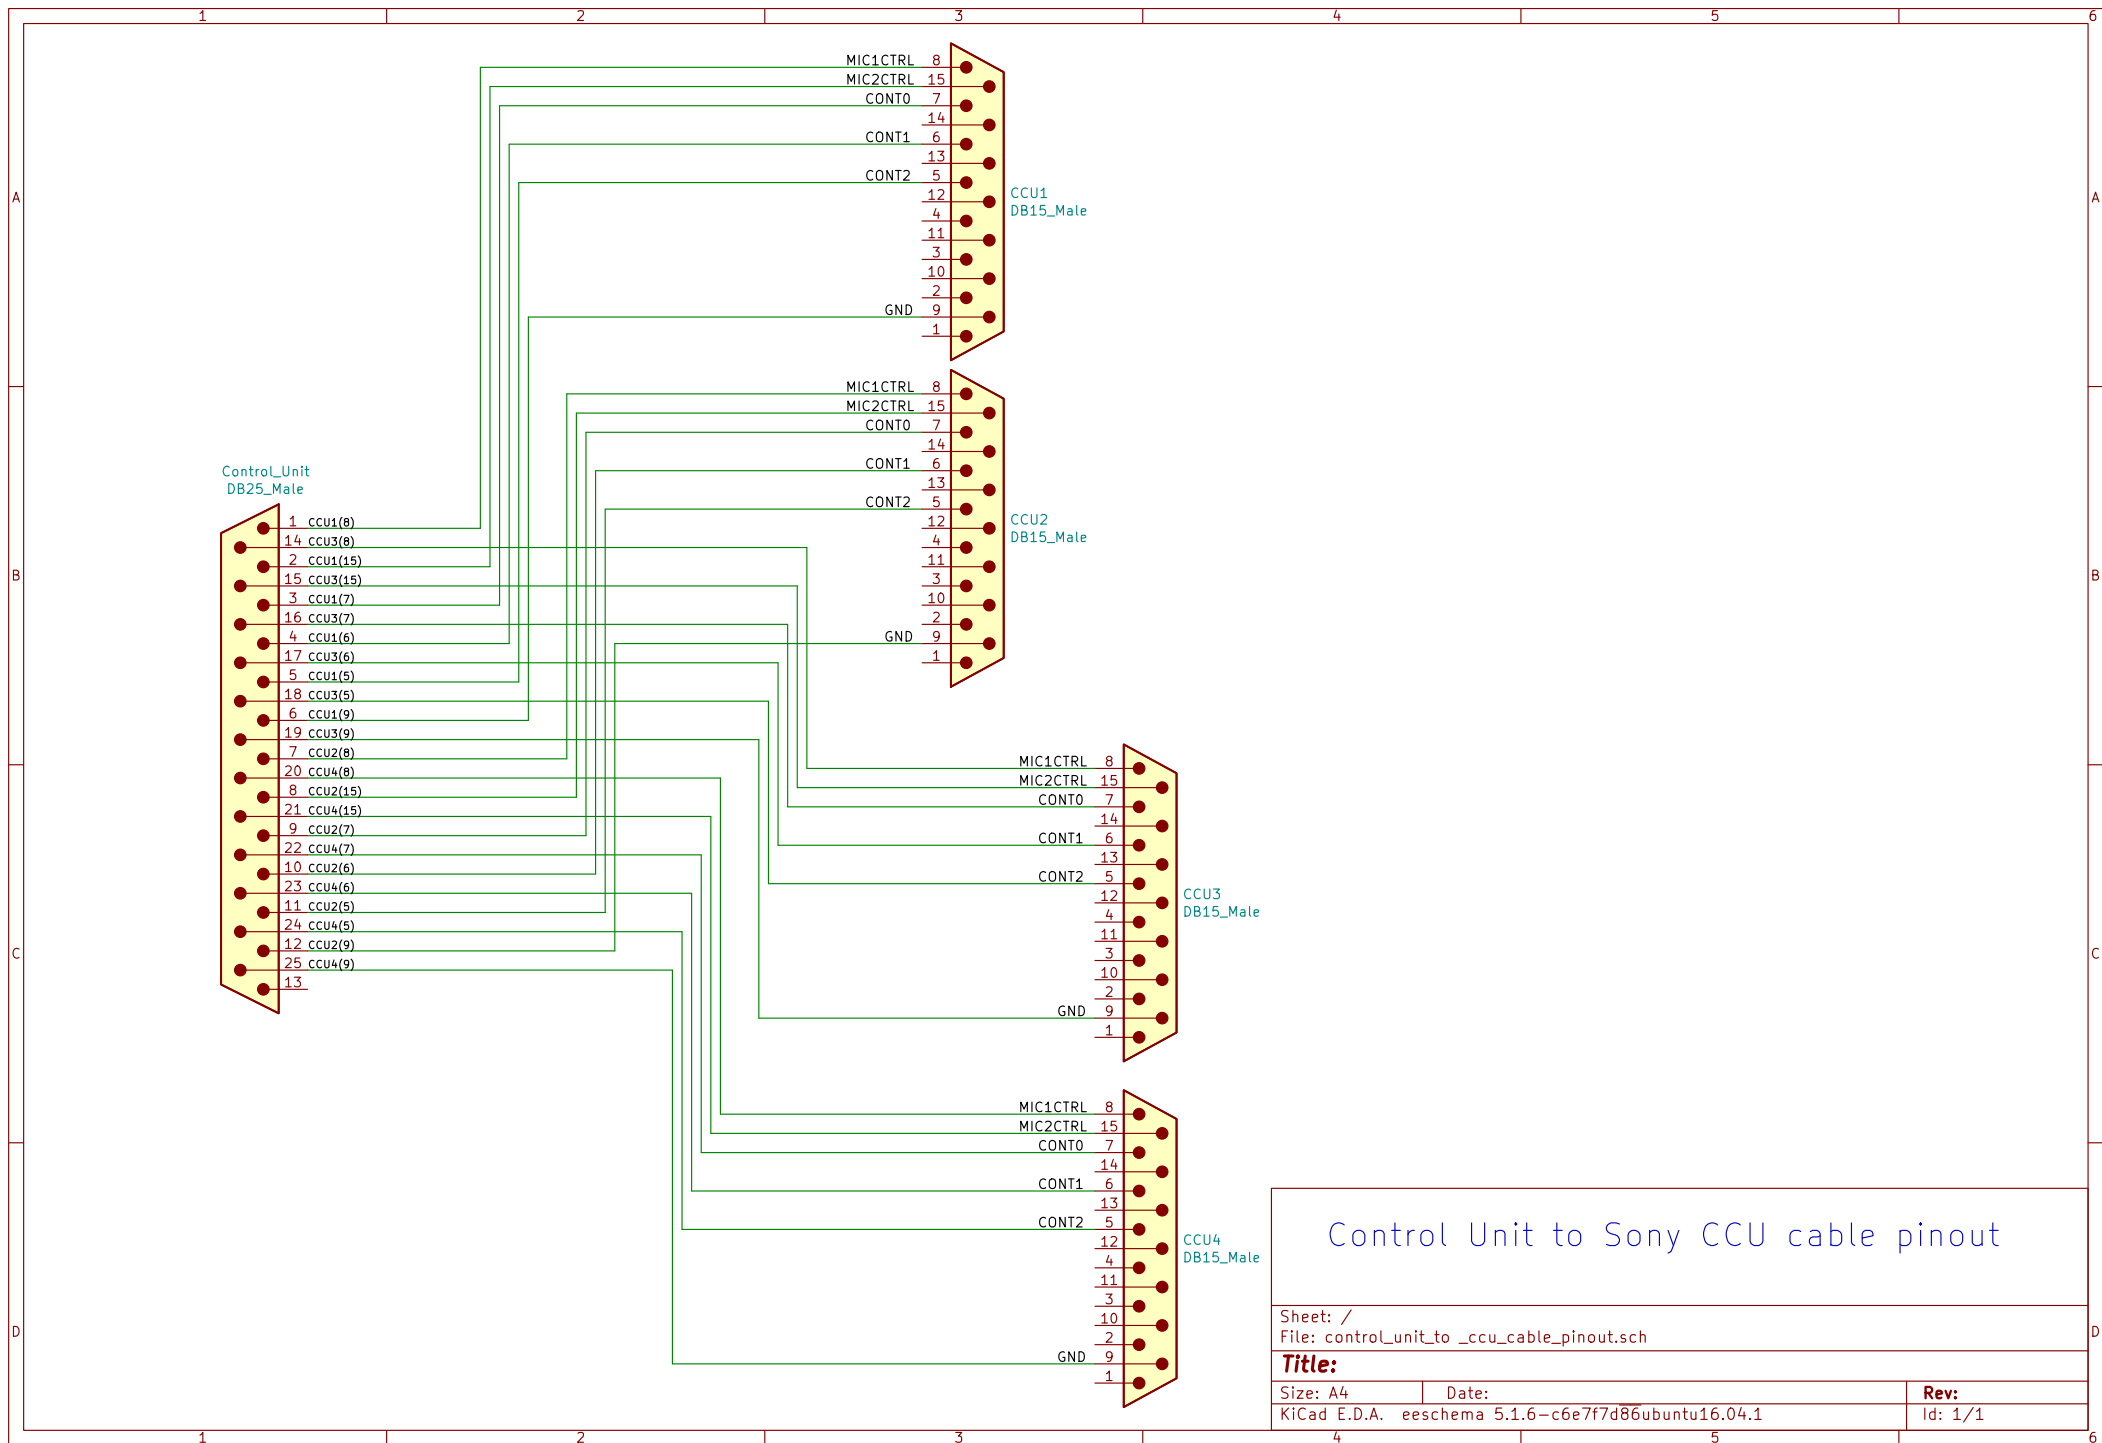 1 2 3 4 5 6
A A
B B
C C
D D
MIC1CTRL 8
MIC2CTRL 15
CONT0 7
14
CONT1 6
13
CONT2 5
12
4
11
3
10
2
GND 9
1
CCU1
DB15_Male
MIC1CTRL 8
MIC2CTRL 15
CONT0 7
14
CONT1 6
13
CONT2 5
12
4
11
3
10
2
GND 9
1
CCU2
DB15_Male
Control_Unit
DB25_Male
1 CCU1(8)
14 CCU3(8)
2 CCU1(15)
15 CCU3(15)
3 CCU1(7)
16 CCU3(7)
4 CCU1(6)
17 CCU3(6)
5 CCU1(5)
18 CCU3(5)
6 CCU1(9)
19 CCU3(9)
7 CCU2(8)
20 CCU4(8)
8 CCU2(15)
21 CCU4(15)
9 CCU2(7)
22 CCU4(7)
10 CCU2(6)
23 CCU4(6)
11 CCU2(5)
24 CCU4(5)
12 CCU2(9)
25 CCU4(9)
13
MIC1CTRL 8
MIC2CTRL 15
CONT0 7
14
CONT1 6
13
CONT2 5
12
4
11
3
10
2
GND 9
1
CCU3
DB15_Male
MIC1CTRL 8
MIC2CTRL 15
CONT0 7
14
CONT1 6
13
CONT2 5
12
4
11
3
10
2
GND 9
1
CCU4
DB15_Male
Control Unit to Sony CCU cable pinout
Sheet: /
File: control_unit_to _ccu_cable_pinout.sch
Title:
Size: A4 Date: Rev:
KiCad E.D.A. eeschema 5.1.6-c6e7f7d86ubuntu16.04.1 Id: 1/1
1 2 3 4 5 6